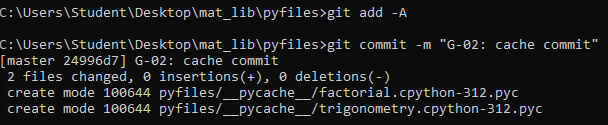 C:\Users\Student\Desktop\mat_lib\pyfiles>git add -A
C:\Users\Student\Desktop\mat_lib\pyfiles>git commit -m "G-02: cache commit"
[master 24996d7] G-02: cache commit
 2 files changed, 0 insertions(+), 0 deletions(-)
 create mode 100644 pyfiles/__pycache__/factorial.cpython-312.pyc
 create mode 100644 pyfiles/__pycache__/trigonometry.cpython-312.pyc